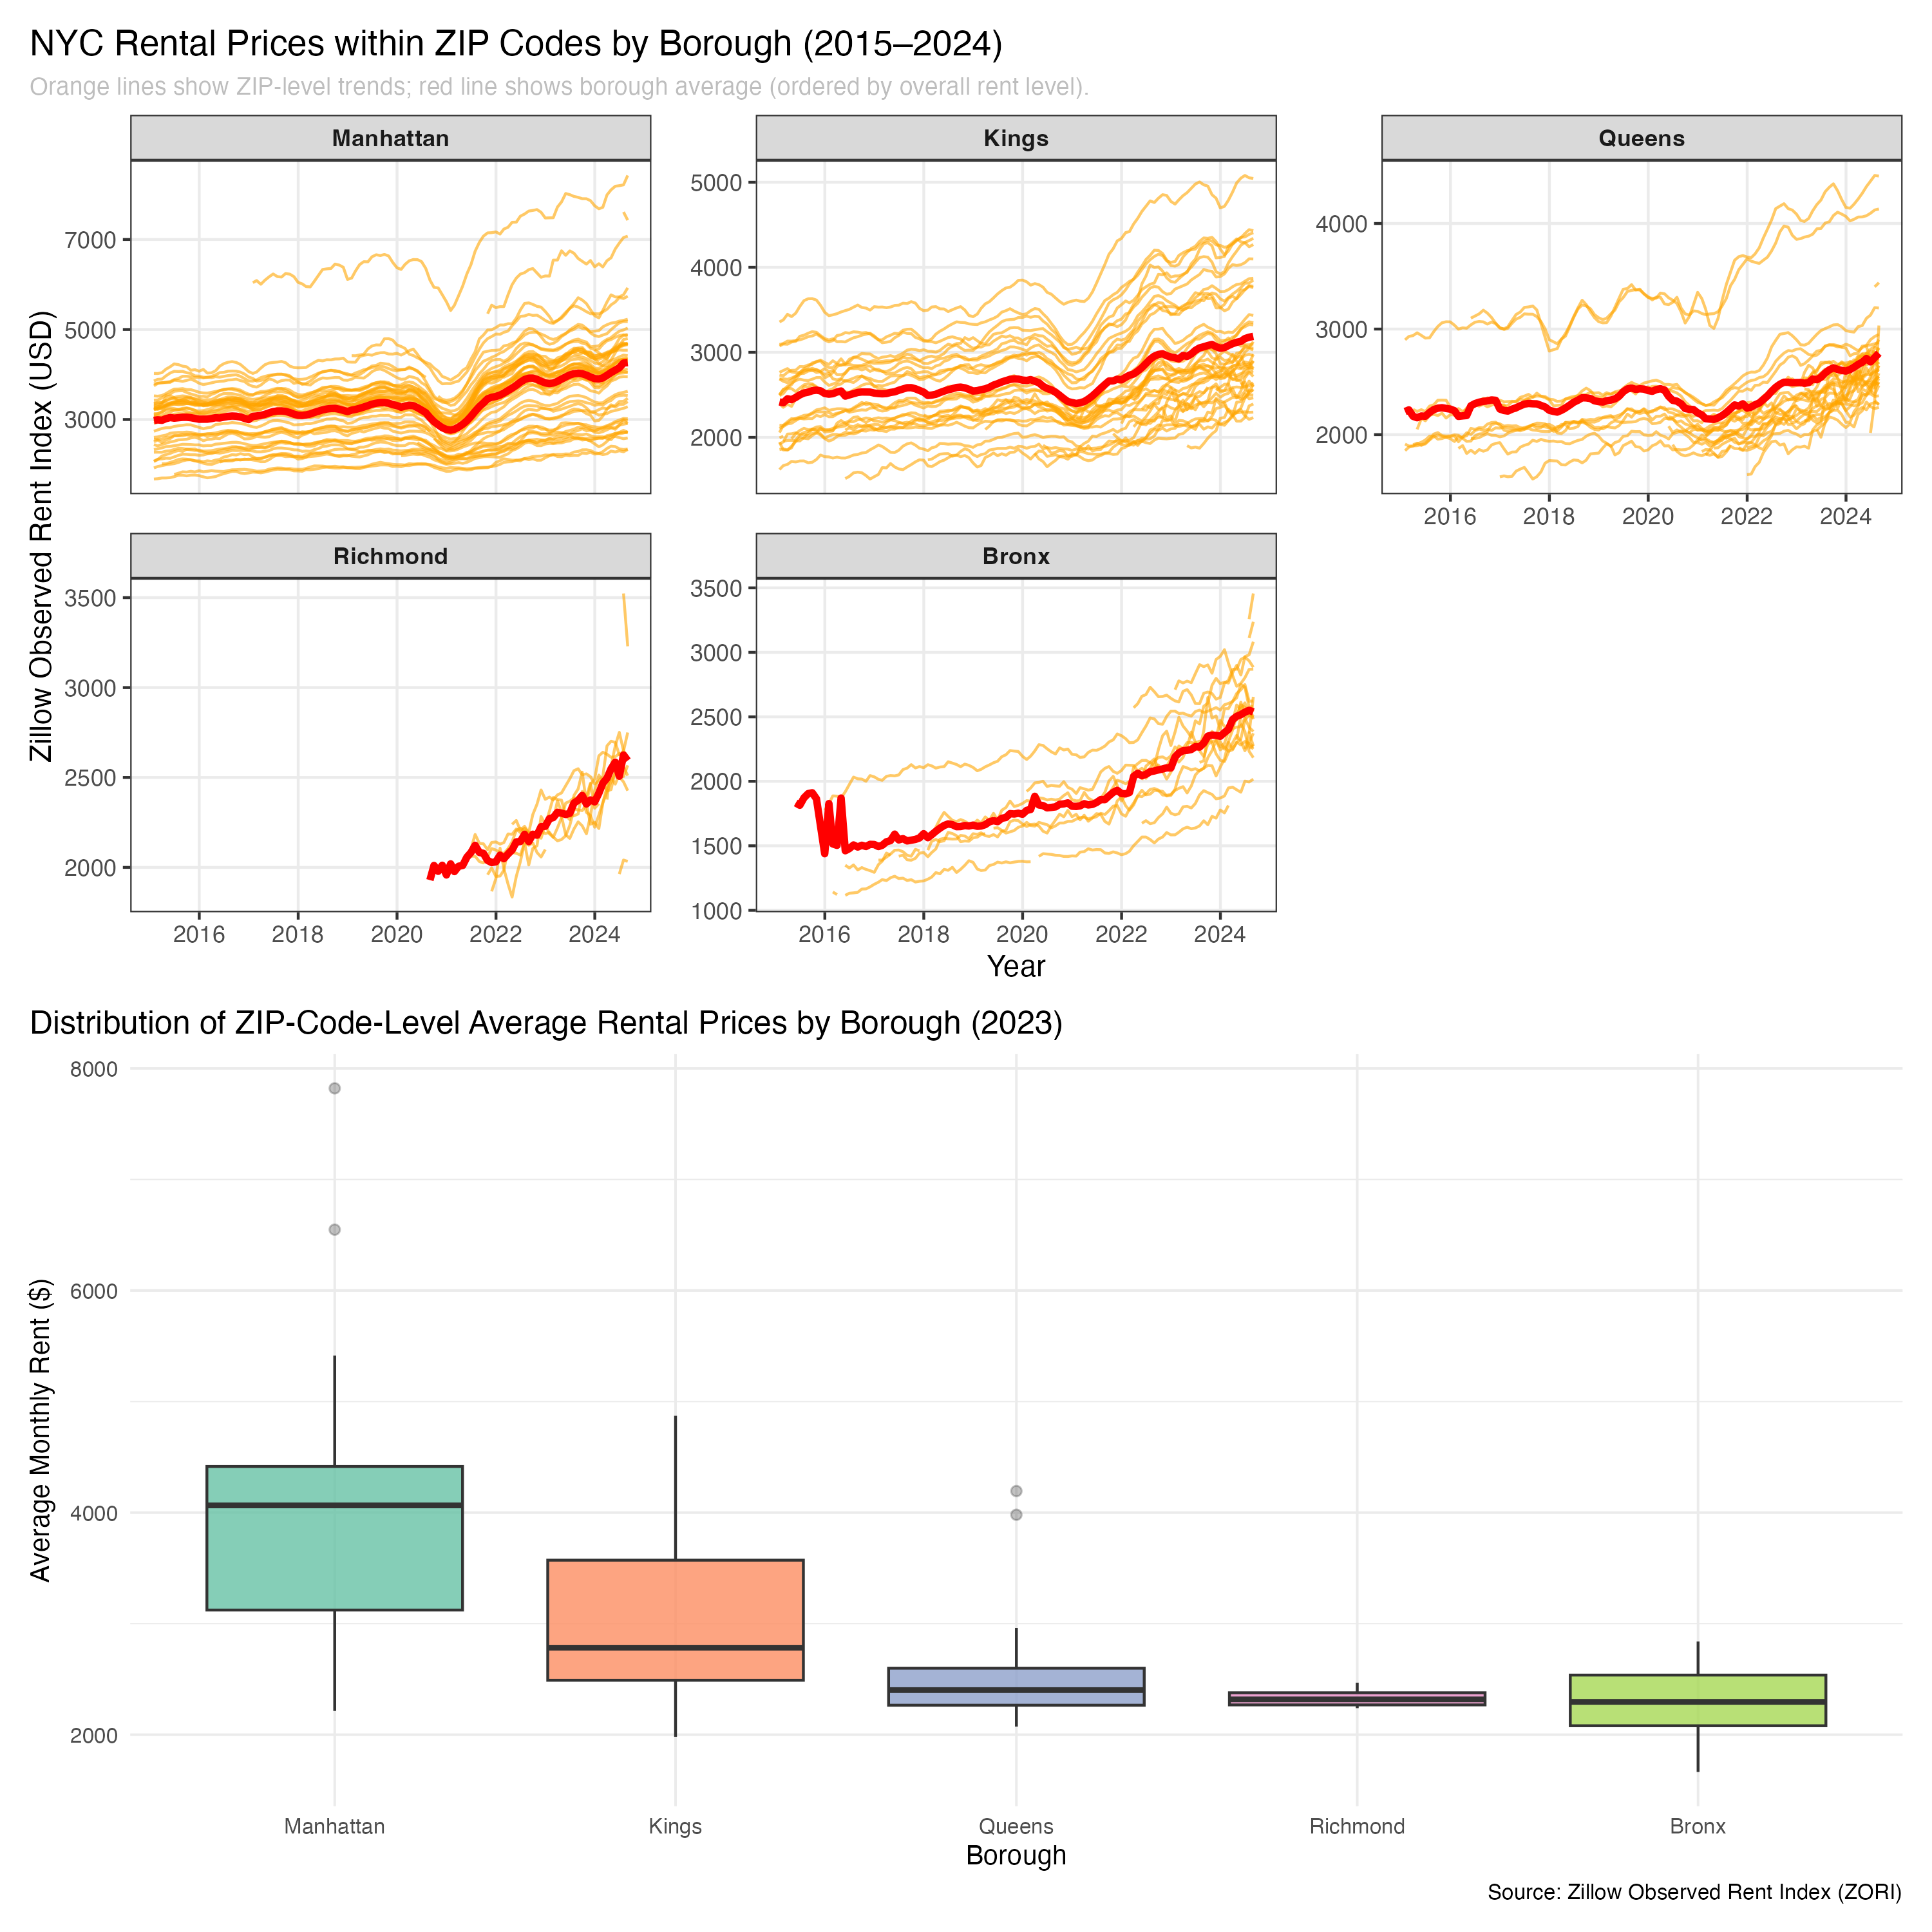 NYC Rental Prices within ZIP Codes by Borough (2015–2024)
Orange lines show ZIP-level trends; red line shows borough average (ordered by overall rent level).
Zillow Observed Rent Index (USD)
Manhattan
7000
5000
3000
Kings
5000
4000
3000
2000
Queens
4000
3000
2000
2016 2018 2020 2022 2024
Richmond
3500
3000
2500
2000
2016 2018 2020 2022 2024
Bronx
3500
3000
2500
2000
1500
1000
2016 2018 2020 2022 2024
Year
Distribution of ZIP-Code-Level Average Rental Prices by Borough (2023)
Average Monthly Rent ($)
8000
6000
4000
2000
Manhattan Kings Queens Richmond Bronx
Borough
Source: Zillow Observed Rent Index (ZORI)